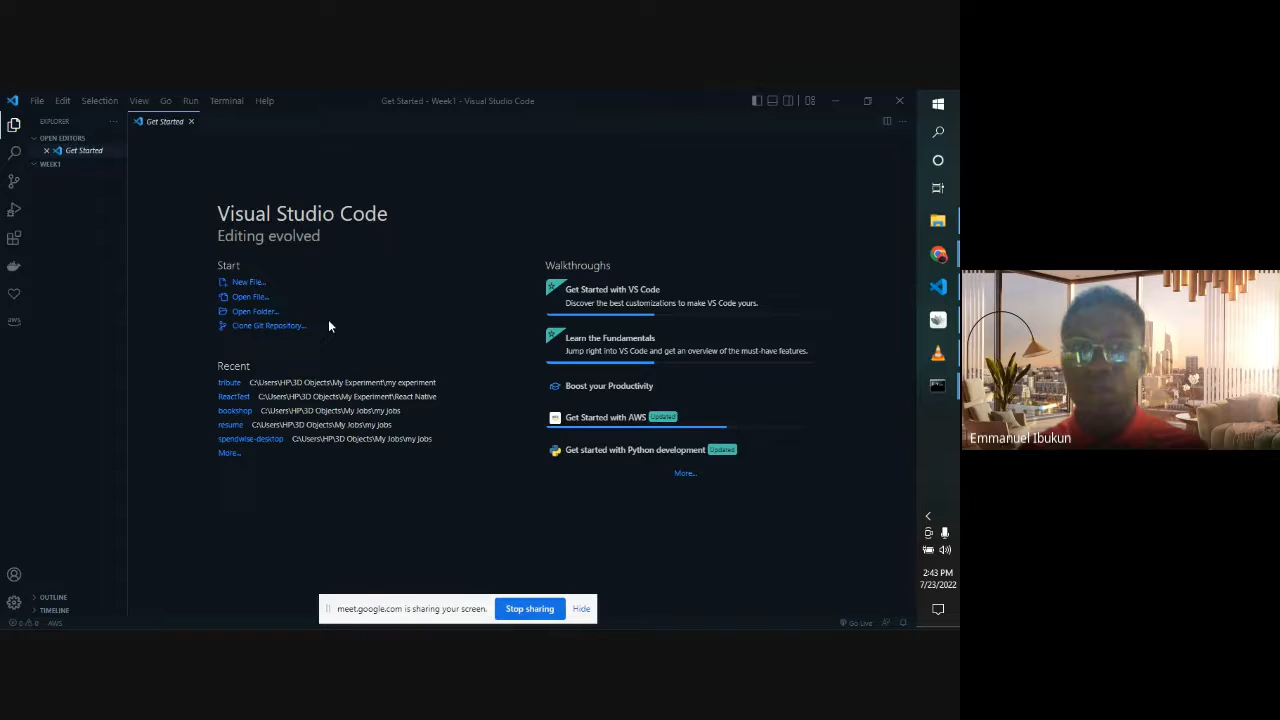 File Edit Selection View Go Run Terminal Help
Get Started - Week1 - Visual Studio Code
EXPLORER
Get Started
OPEN EDITORS
Get Started
WEEK1
Visual Studio Code
Editing evolved
Start
New File...
Open File...
Open Folder...
Clone Git Repository...
Recent
tribute C:\Users\HP\3D Objects\My Experiment\my experiment
ReactTest C:\Users\HP\3D Objects\My Experiment\React Native
bookshop C:\Users\HP\3D Objects\My Jobs\my jobs
resume C:\Users\HP\3D Objects\My Jobs\my jobs
spendwise-desktop C:\Users\HP\3D Objects\My Jobs\my jobs
More...
Walkthroughs
Get Started with VS Code
Discover the best customizations to make VS Code yours.
Learn the Fundamentals
Jump right into VS Code and get an overview of the must-have features.
Boost your Productivity
Get Started with AWS Updated
Get started with Python development Updated
More...
aws
OUTLINE
TIMELINE
0 0 AWS
Go Live
meet.google.com is sharing your screen. Stop sharing Hide
2:43 PM
7/23/2022
Emmanuel Ibukun